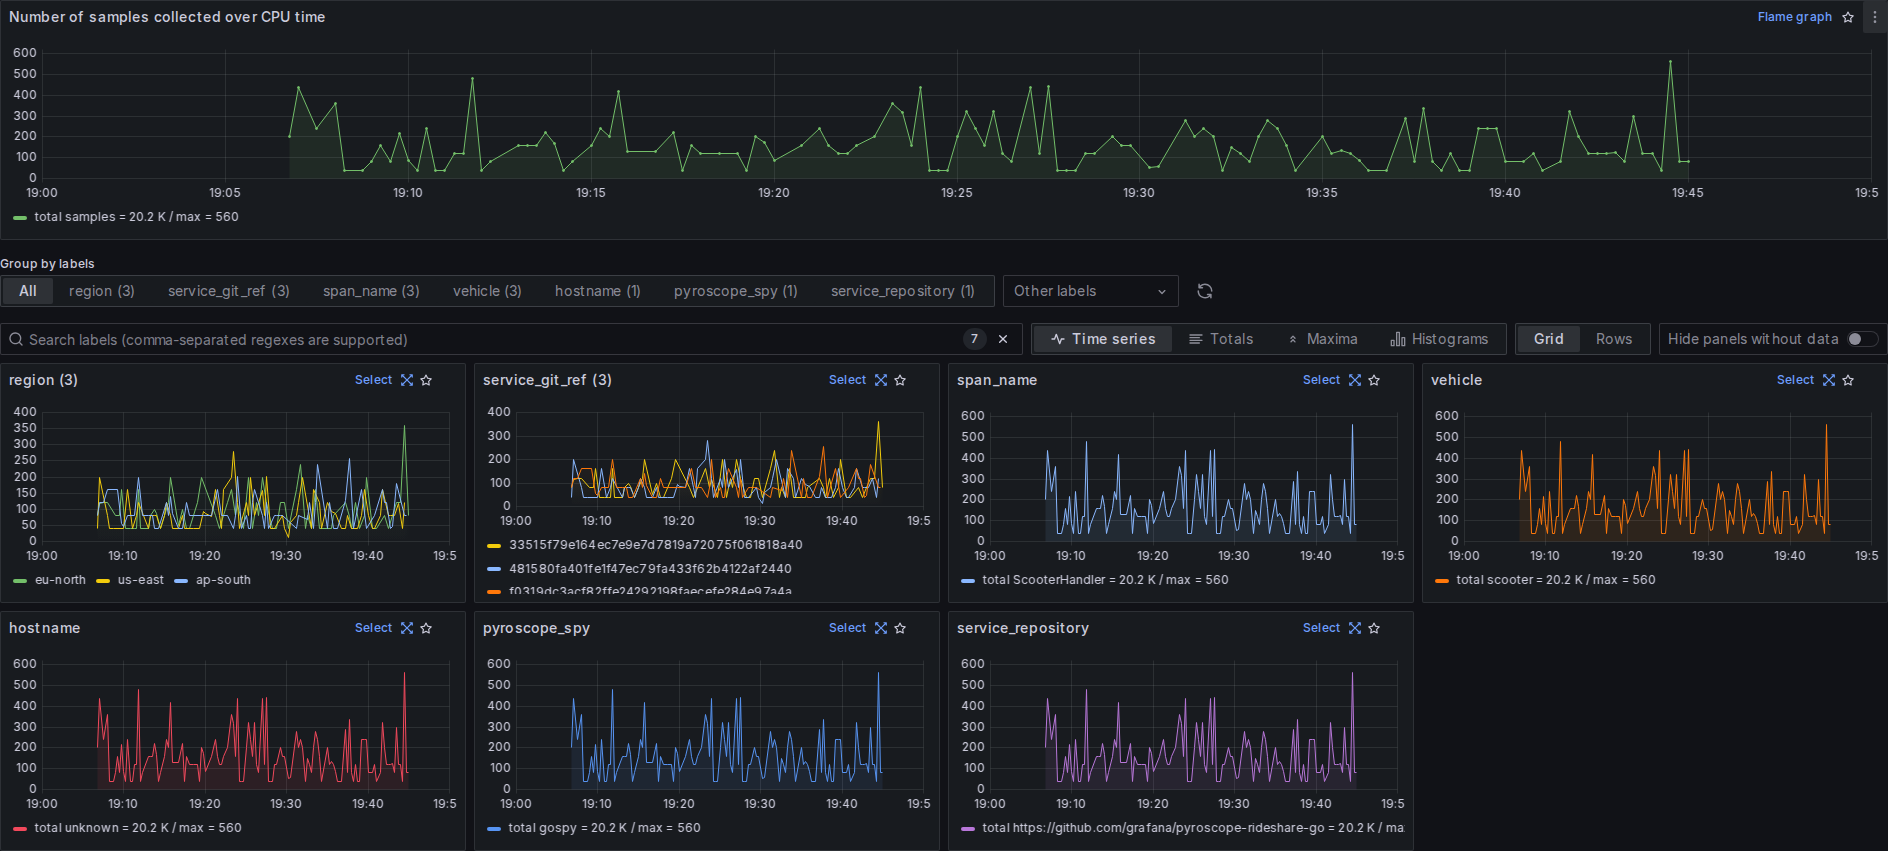 Number of samples collected over CPU time
Flame graph
600
500
400
300
200
100
0
19:00 19:05 19:10 19:15 19:20 19:25 19:30 19:35 19:40 19:45 19:5
total samples = 20.2 K / max = 560
Group by labels
All region (3) service_git_ref (3) span_name (3) vehicle (3) hostname (1) pyroscope_spy (1) service_repository (1) Other labels
Search labels (comma-separated regexes are supported) 7 Time series Totals Maxima Histograms Grid Rows Hide panels without data
region (3) Select
400
350
300
250
200
150
100
50
0
19:00 19:10 19:20 19:30 19:40 19:5
eu-north us-east ap-south
service_git_ref (3) Select
400
300
200
100
0
19:00 19:10 19:20 19:30 19:40 19:5
33515f79e164ec7e9e7d7819a72075f061818a40
481580fa401fe1f47ec79fa433f62b4122af2440
f0319dc3acf82ffe24292198faecefe284e97a4a
span_name Select
600
500
400
300
200
100
0
19:00 19:10 19:20 19:30 19:40 19:5
total ScooterHandler = 20.2 K / max = 560
vehicle Select
600
500
400
300
200
100
0
19:00 19:10 19:20 19:30 19:40 19:5
total scooter = 20.2 K / max = 560
hostname Select
600
500
400
300
200
100
0
19:00 19:10 19:20 19:30 19:40 19:5
total unknown = 20.2 K / max = 560
pyroscope_spy Select
600
500
400
300
200
100
0
19:00 19:10 19:20 19:30 19:40 19:5
total gospy = 20.2 K / max = 560
service_repository Select
600
500
400
300
200
100
0
19:00 19:10 19:20 19:30 19:40 19:5
total https://github.com/grafana/pyroscope-rideshare-go = 20.2 K / ma